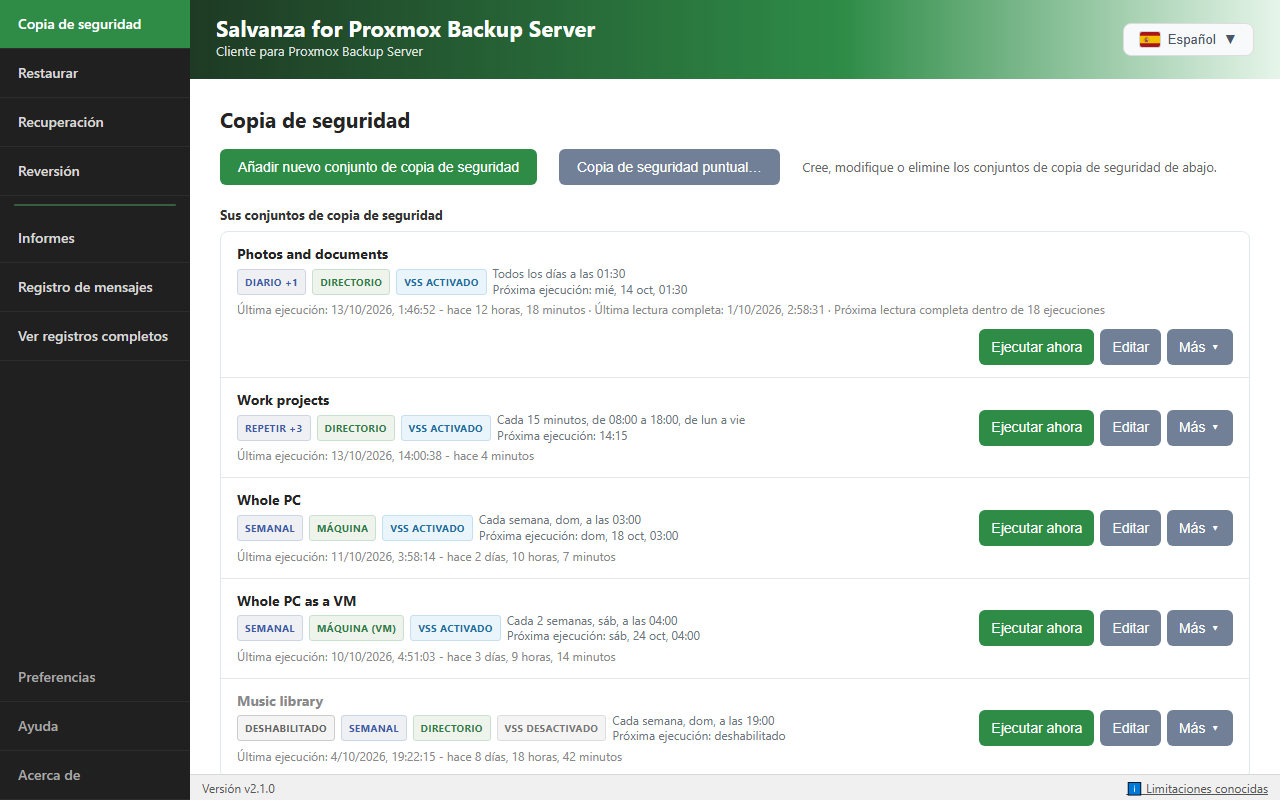 Copia de seguridad
Restaurar
Recuperación
Reversión
Informes
Registro de mensajes
Ver registros completos
Preferencias
Ayuda
Acerca de
Salvanza for Proxmox Backup Server
Cliente para Proxmox Backup Server
Español ▼
Copia de seguridad
Añadir nuevo conjunto de copia de seguridad
Copia de seguridad puntual...
Cree, modifique o elimine los conjuntos de copia de seguridad de abajo.
Sus conjuntos de copia de seguridad
Photos and documents
DIARIO +1 DIRECTORIO VSS ACTIVADO
Todos los días a las 01:30
Próxima ejecución: mié, 14 oct, 01:30
Última ejecución: 13/10/2026, 1:46:52 - hace 12 horas, 18 minutos · Última lectura completa: 1/10/2026, 2:58:31 · Próxima lectura completa dentro de 18 ejecuciones
Ejecutar ahora Editar Más ▾
Work projects
REPETIR +3 DIRECTORIO VSS ACTIVADO
Cada 15 minutos, de 08:00 a 18:00, de lun a vie
Próxima ejecución: 14:15
Última ejecución: 13/10/2026, 14:00:38 - hace 4 minutos
Ejecutar ahora Editar Más ▾
Whole PC
SEMANAL MÁQUINA VSS ACTIVADO
Cada semana, dom, a las 03:00
Próxima ejecución: dom, 18 oct, 03:00
Última ejecución: 11/10/2026, 3:58:14 - hace 2 días, 10 horas, 7 minutos
Ejecutar ahora Editar Más ▾
Whole PC as a VM
SEMANAL MÁQUINA (VM) VSS ACTIVADO
Cada 2 semanas, sáb, a las 04:00
Próxima ejecución: sáb, 24 oct, 04:00
Última ejecución: 10/10/2026, 4:51:03 - hace 3 días, 9 horas, 14 minutos
Ejecutar ahora Editar Más ▾
Music library
DESHABILITADO SEMANAL DIRECTORIO VSS DESACTIVADO
Cada semana, dom, a las 19:00
Próxima ejecución: deshabilitado
Última ejecución: 4/10/2026, 19:22:15 - hace 8 días, 18 horas, 42 minutos
Ejecutar ahora Editar Más ▾
Versión v2.1.0
Limitaciones conocidas